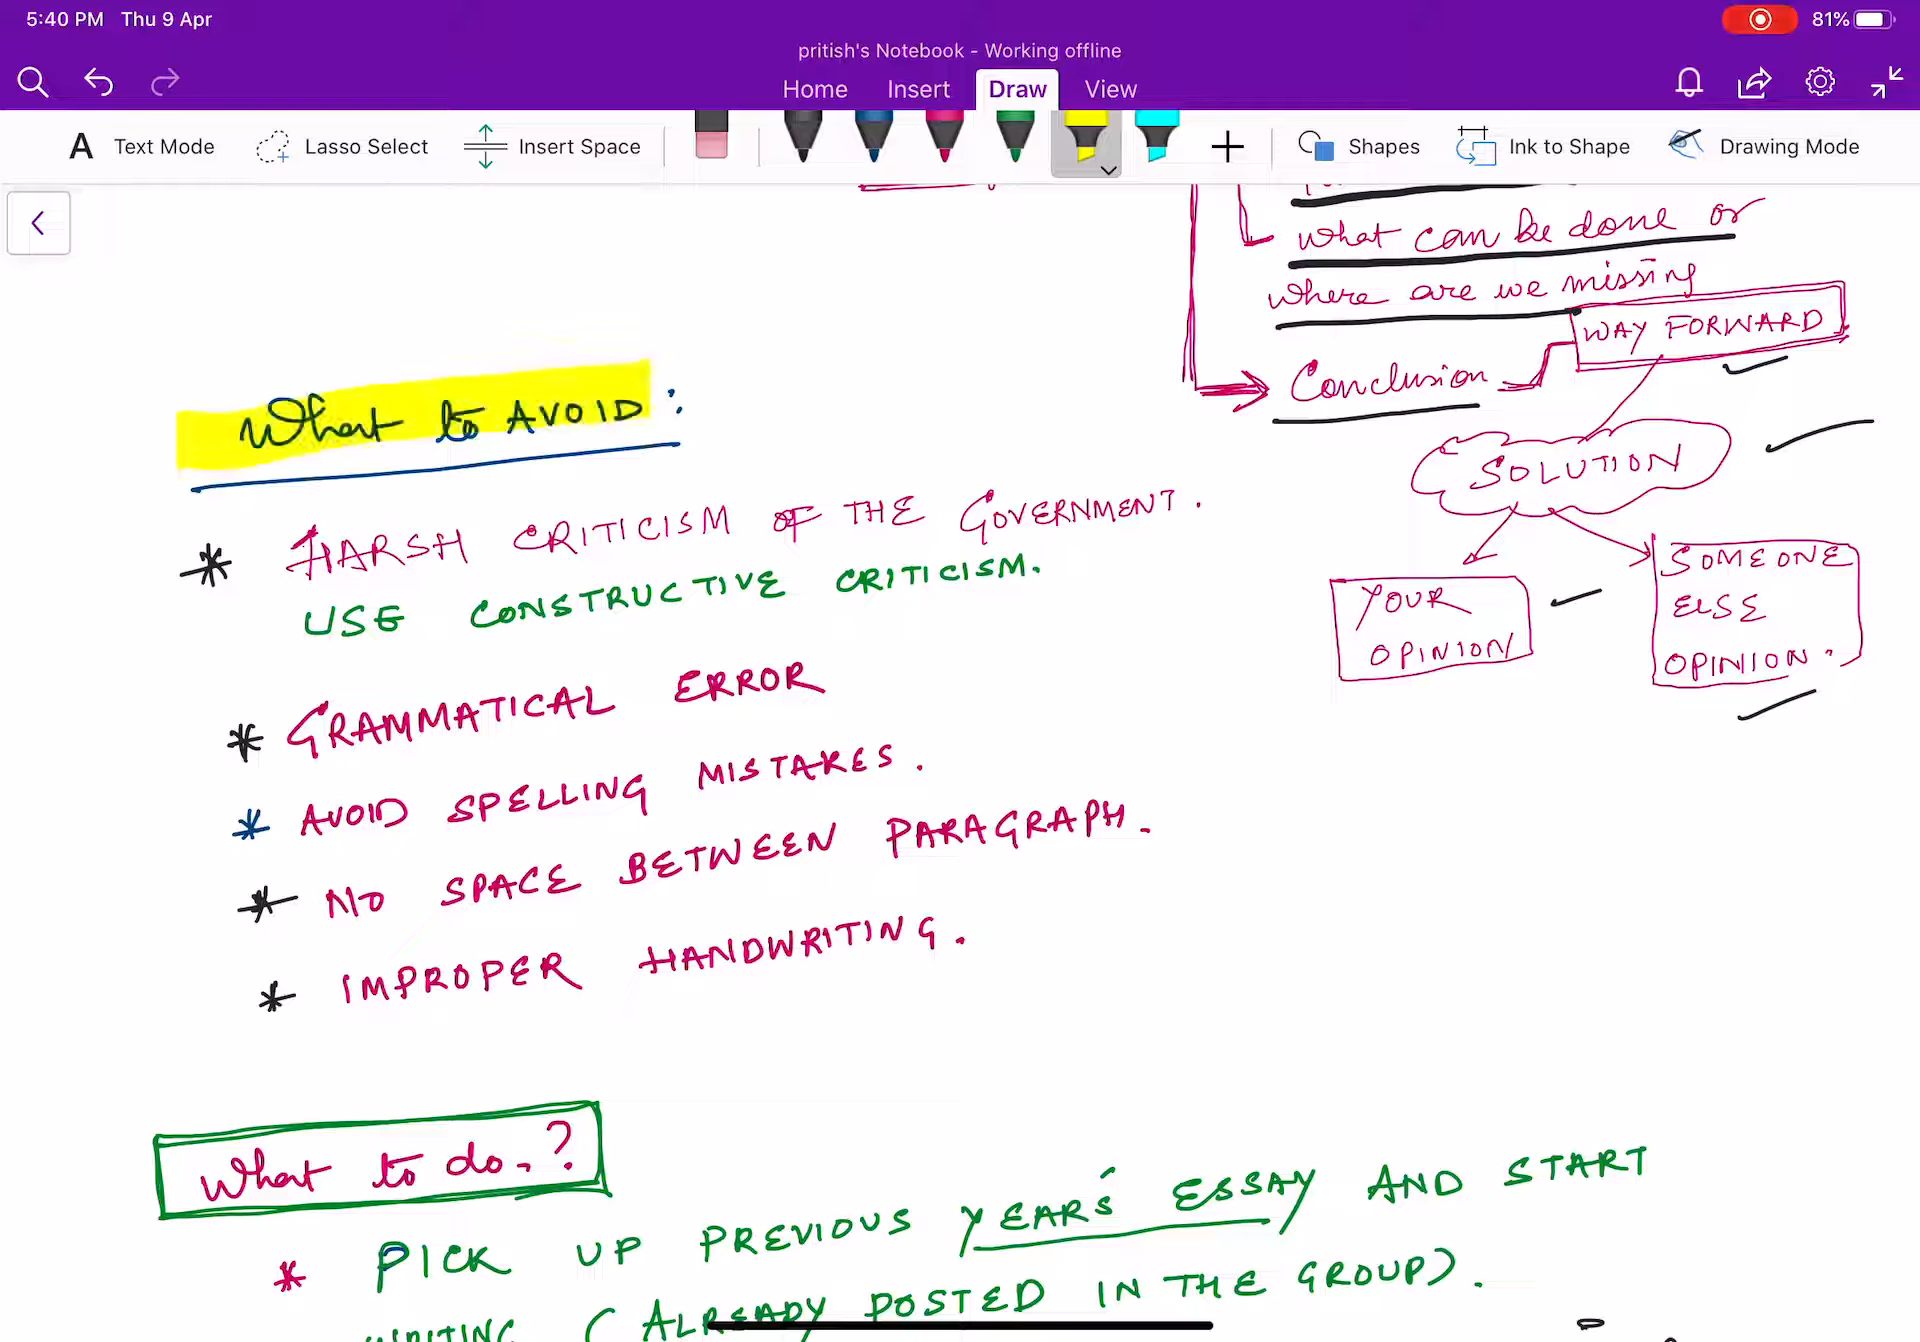 5:40 PM Thu 9 Apr
81%
pritish's Notebook - Working offline
Home Insert Draw View
A Text Mode Lasso Select Insert Space Shapes Ink to Shape Drawing Mode
what can be done or
where are we missing
WAY FORWARD
Conclusion
SOLUTION
YOUR
OPINION
SOMEONE
ELSE
OPINION.
What to AVOID:
* HARSH CRITICISM OF THE GOVERNMENT.
USE CONSTRUCTIVE CRITICISM.
* GRAMMATICAL ERROR
* AVOID SPELLING MISTAKES.
* NO SPACE BETWEEN PARAGRAPH.
* IMPROPER HANDWRITING.
What to do.?
* PICK UP PREVIOUS YEAR'S ESSAY AND START
WRITING (ALREADY POSTED IN THE GROUP).